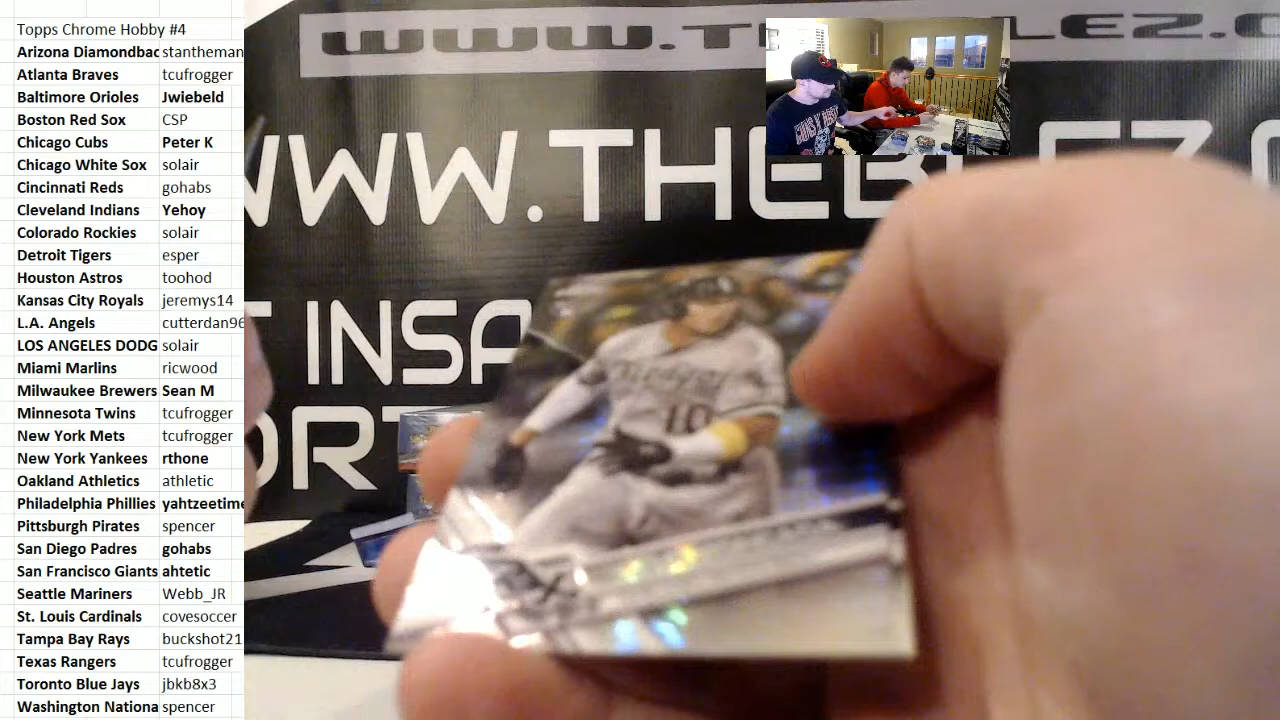 Topps Chrome Hobby #4
Arizona Diamondbac stantheman
Atlanta Braves tcufrogger
Baltimore Orioles Jwiebeld
Boston Red Sox CSP
Chicago Cubs Peter K
Chicago White Sox solair
Cincinnati Reds gohabs
Cleveland Indians Yehoy
Colorado Rockies solair
Detroit Tigers esper
Houston Astros toohod
Kansas City Royals jeremys14
L.A. Angels cutterdan96
LOS ANGELES DODG solair
Miami Marlins ricwood
Milwaukee Brewers Sean M
Minnesota Twins tcufrogger
New York Mets tcufrogger
New York Yankees rthone
Oakland Athletics athletic
Philadelphia Phillies yahtzeetime
Pittsburgh Pirates spencer
San Diego Padres gohabs
San Francisco Giants ahtetic
Seattle Mariners Webb_JR
St. Louis Cardinals covesoccer
Tampa Bay Rays buckshot21
Texas Rangers tcufrogger
Toronto Blue Jays jbkb8x3
Washington Nationa spencer
WWW.T LEZ.C
WWW.THEBLEZ.C
T INSA
ORT
10